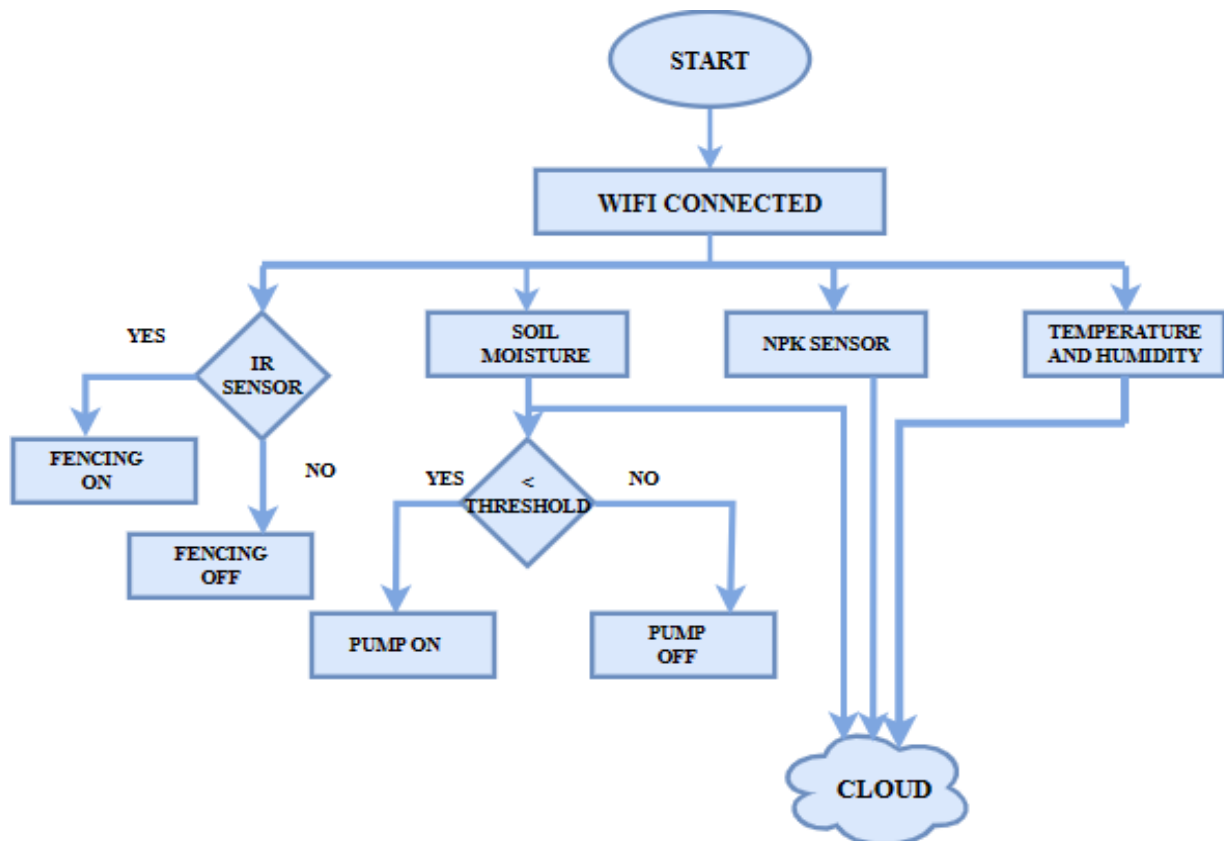 START
WIFI CONNECTED
YES
IR
SENSOR
SOIL
MOISTURE
NPK SENSOR
TEMPERATURE
AND HUMIDITY
FENCING
ON
NO
FENCING
OFF
YES
<
THRESHOLD
NO
PUMP ON
PUMP
OFF
CLOUD